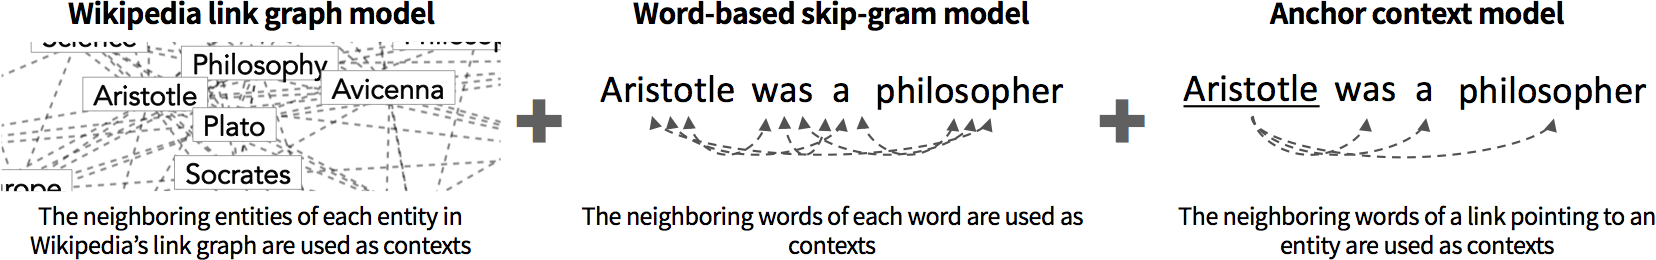 Wikipedia link graph model
Science
Philosophy
Aristotle
Avicenna
Plato
Socrates
The neighboring entities of each entity in
Wikipedia's link graph are used as contexts
+
Word-based skip-gram model
Aristotle was a philosopher
The neighboring words of each word are used as
contexts
+
Anchor context model
Aristotle was a philosopher
The neighboring words of a link pointing to an
entity are used as contexts